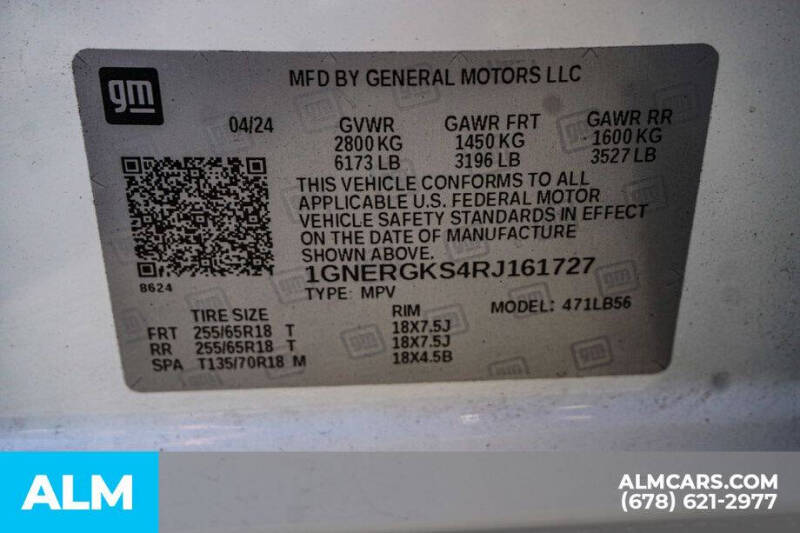 gm
MFD BY GENERAL MOTORS LLC
04/24 GVWR GAWR FRT GAWR RR
2800 KG 1450 KG 1600 KG
6173 LB 3196 LB 3527 LB
THIS VEHICLE CONFORMS TO ALL
APPLICABLE U.S. FEDERAL MOTOR
VEHICLE SAFETY STANDARDS IN EFFECT
ON THE DATE OF MANUFACTURE
SHOWN ABOVE.
8624
1GNERGKS4RJ161727
TYPE: MPV MODEL: 471LB56
TIRE SIZE RIM
FRT 255/65R18 T 18X7.5J
RR 255/65R18 T 18X7.5J
SPA T135/70R18 M 18X4.5B
ALM
ALMCARS.COM
(678) 621-2977